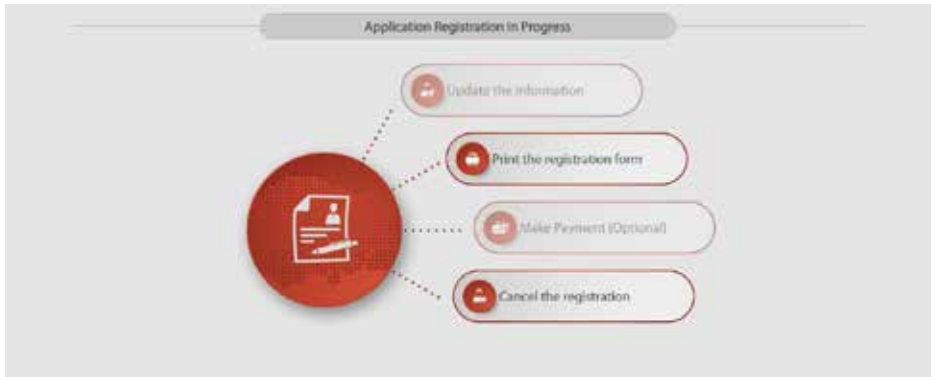 Application Registration In Progress
Update the information
Print the registration form
Make Payment (Optional)
Cancel the registration